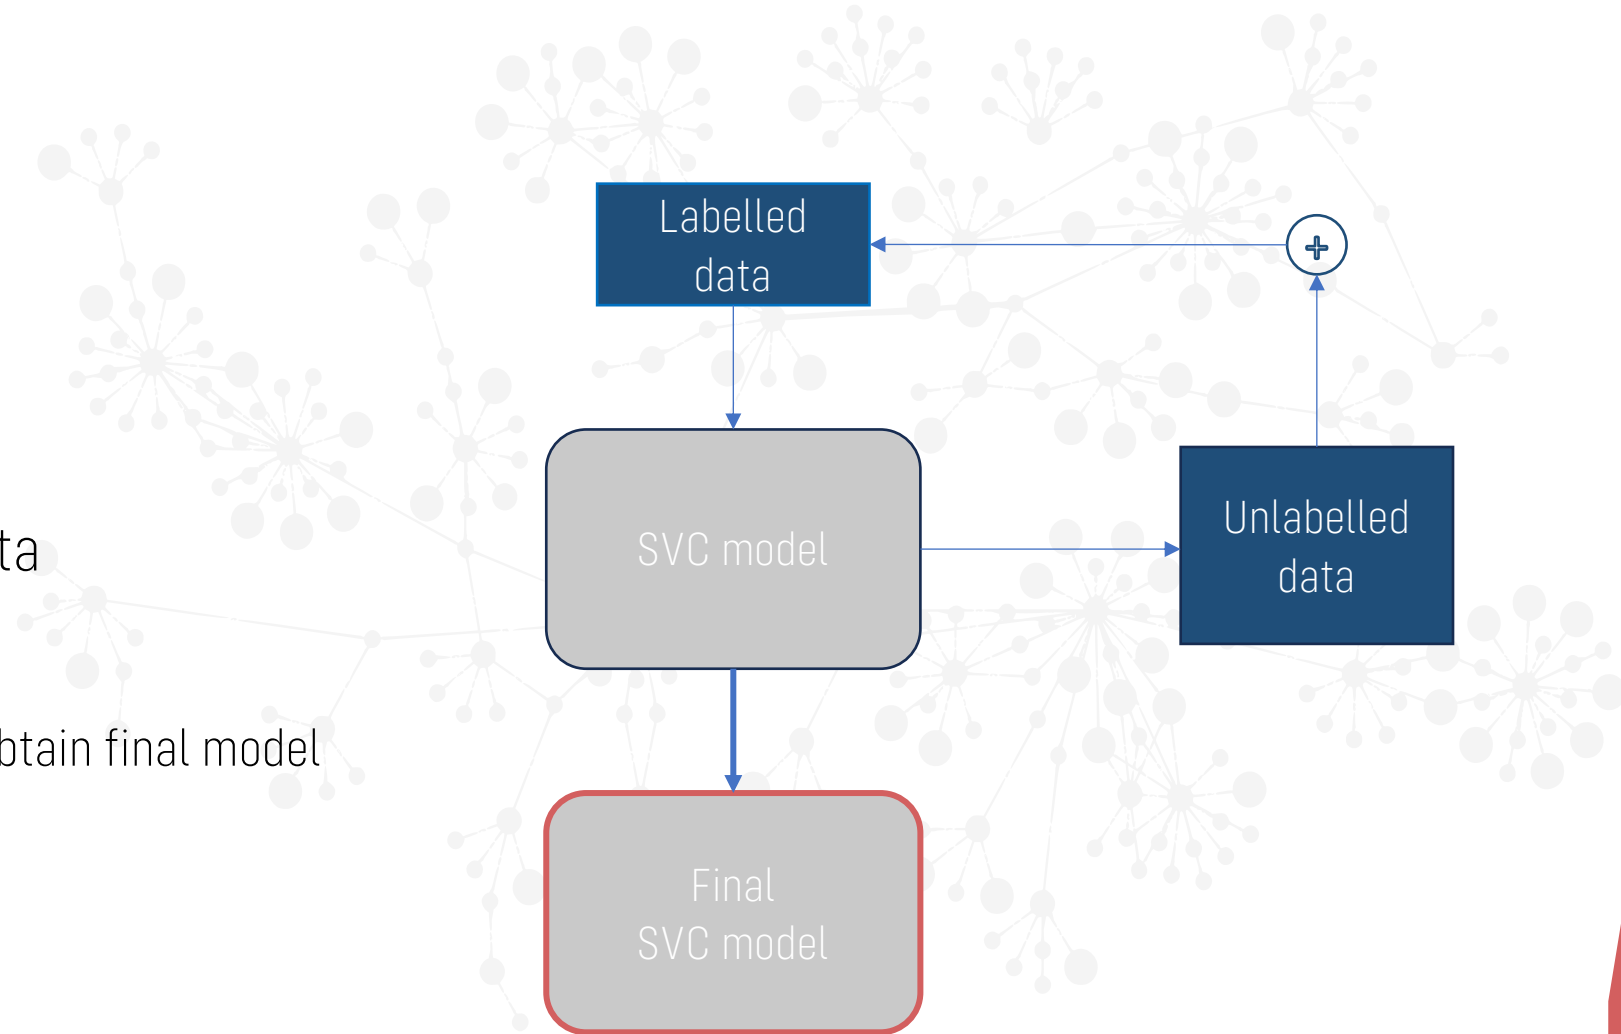 Labelled
data
+
SVC model
Unlabelled
data
ta
btain final model
Final
SVC model